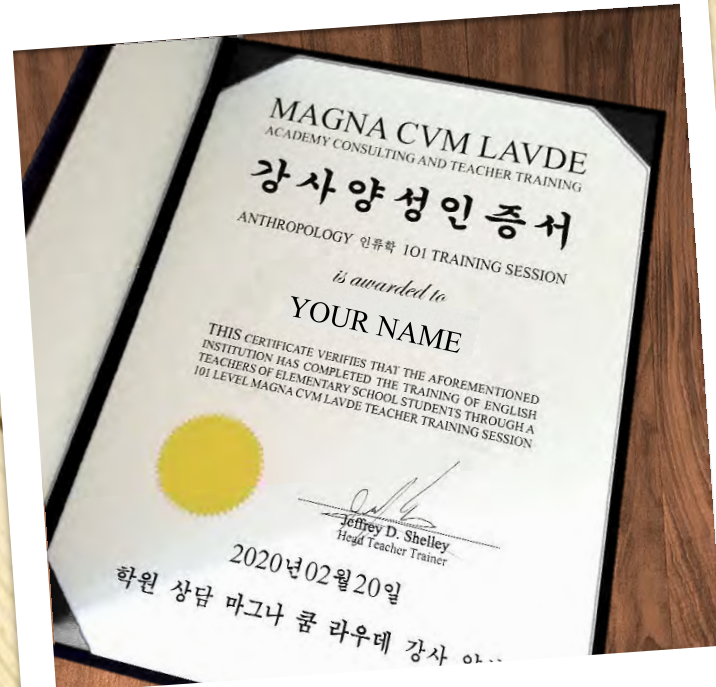 MAGNA CVM LAVDE
ACADEMY CONSULTING AND TEACHER TRAINING
강사양성인증서
ANTHROPOLOGY 인류학 101 TRAINING SESSION
is awarded to
YOUR NAME
THIS CERTIFICATE VERIFIES THAT THE AFOREMENTIONED
INSTITUTION HAS COMPLETED THE TRAINING OF ENGLISH
TEACHERS OF ELEMENTARY SCHOOL STUDENTS THROUGH A
101 LEVEL MAGNA CVM LAVDE TEACHER TRAINING SESSION
Jeffrey D. Shelley
Head Teacher Trainer
2020년02월20일
학원 상담 마그나 쿰 라우데 강사